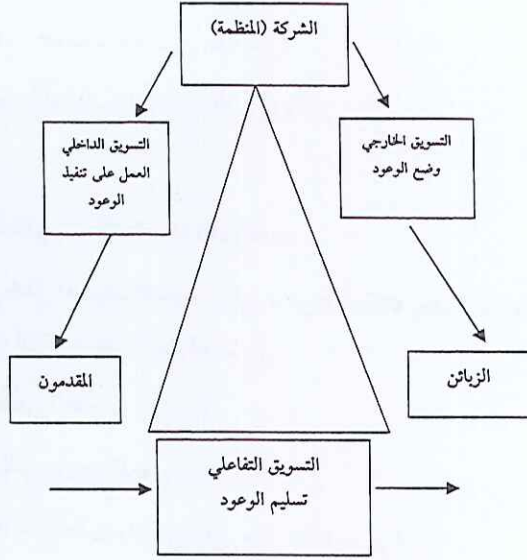 الشركة (المنظمة)
التسويق الخارجي
وضع الوعود
التسويق الداخلي
العمل على تنفيذ
الوعود
الزبائن
المقدمون
التسويق التفاعلي
تسليم الوعود